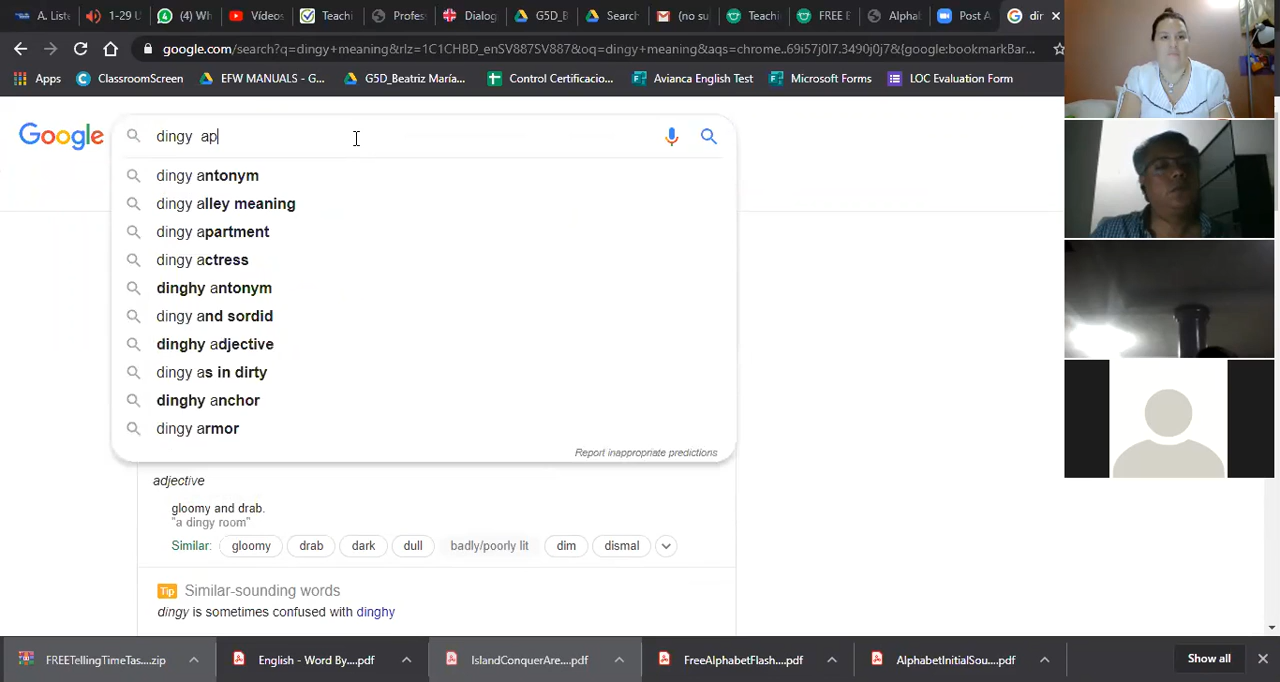 A. Liste
1-29 U
(4) Wh
Vídeos
Teachi
Profes
Dialog
G5D_B
Search
(no su
Teachi
FREE E
Alphal
Post A
dir
google.com/search?q=dingy+meaning&rlz=1C1CHBD_enSV887SV887&oq=dingy+meaning&aqs=chrome..69i57j0l7.3490j0j7&{google:bookmarkBar...
Apps
ClassroomScreen
EFW MANUALS - G...
G5D_Beatriz María...
Control Certificacio...
Avianca English Test
Microsoft Forms
LOC Evaluation Form
Google
dingy ap
dingy antonym
dingy alley meaning
dingy apartment
dingy actress
dinghy antonym
dingy and sordid
dinghy adjective
dingy as in dirty
dinghy anchor
dingy armor
Report inappropriate predictions
adjective
gloomy and drab.
"a dingy room"
Similar: gloomy drab dark dull badly/poorly lit dim dismal
Tip Similar-sounding words
dingy is sometimes confused with dinghy
FREETellingTimeTas....zip
English - Word By....pdf
IslandConquerAre....pdf
FreeAlphabetFlash....pdf
AlphabetInitialSou....pdf
Show all